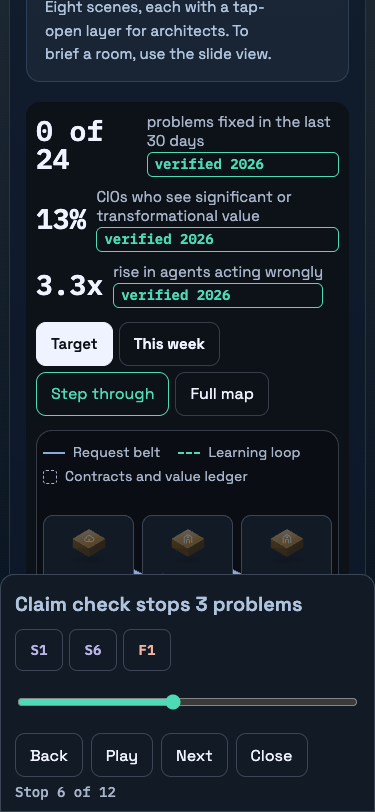 Eight scenes, each with a tap-
open layer for architects. To
brief a room, use the slide view.
0 of
24
problems fixed in the last
30 days
verified 2026
13%
CIOs who see significant or
transformational value
verified 2026
3.3x
rise in agents acting wrongly
verified 2026
Target
This week
Step through
Full map
Request belt
Learning loop
Contracts and value ledger
Claim check stops 3 problems
S1
S6
F1
Back
Play
Next
Close
Stop 6 of 12